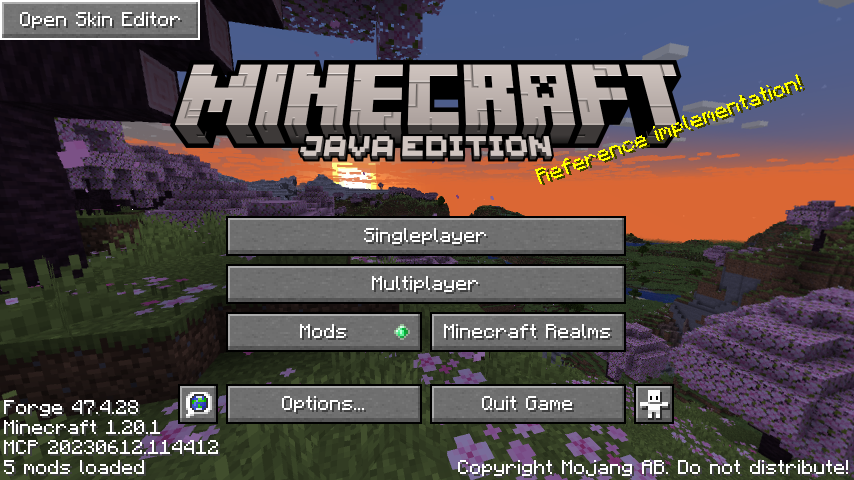 Open Skin Editor
MINECRAFT
JAVA EDITION
Reference implementation!
Singleplayer
Multiplayer
Mods
Minecraft Realms
Options...
Quit Game
Forge 47.4.28
Minecraft 1.20.1
MCP 20230612.114412
5 mods loaded
Copyright Mojang AB. Do not distribute!